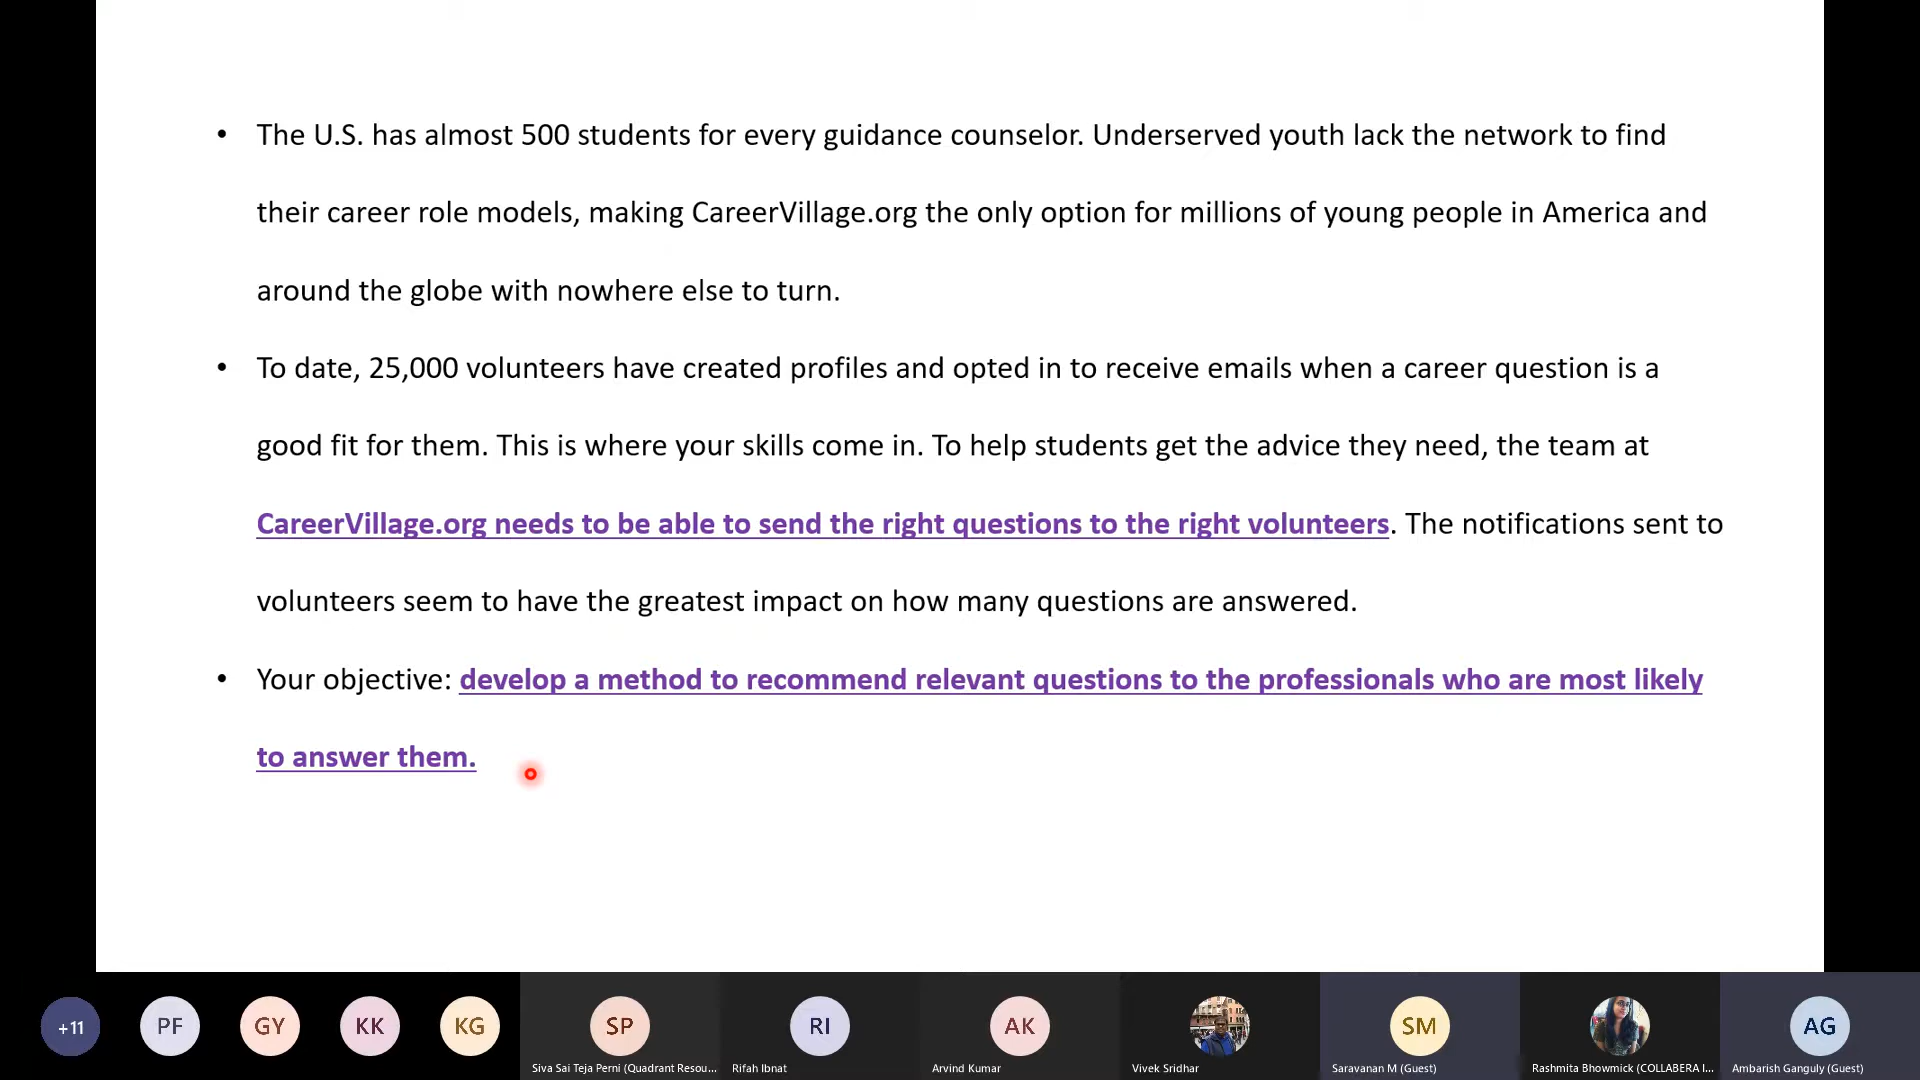 • The U.S. has almost 500 students for every guidance counselor. Underserved youth lack the network to find
their career role models, making CareerVillage.org the only option for millions of young people in America and
around the globe with nowhere else to turn.
• To date, 25,000 volunteers have created profiles and opted in to receive emails when a career question is a
good fit for them. This is where your skills come in. To help students get the advice they need, the team at
CareerVillage.org needs to be able to send the right questions to the right volunteers. The notifications sent to
volunteers seem to have the greatest impact on how many questions are answered.
• Your objective: develop a method to recommend relevant questions to the professionals who are most likely
to answer them.
+11
PF
GY
KK
KG
SP
RI
AK
SM
AG
Siva Sai Teja Perni (Quadrant Resou...
Rifah Ibnat
Arvind Kumar
Vivek Sridhar
Saravanan M (Guest)
Rashmita Bhowmick (COLLABERA I...
Ambarish Ganguly (Guest)